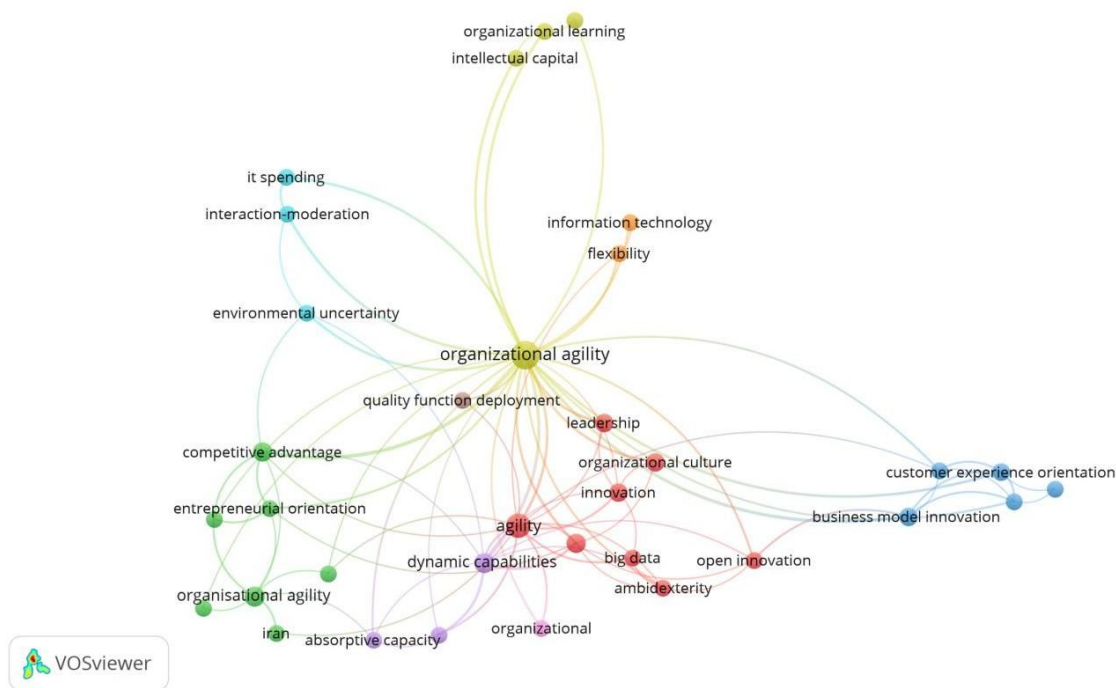 organizational learning
intellectual capital
it spending
interaction-moderation
information technology
flexibility
environmental uncertainty
organizational agility
quality function deployment
leadership
competitive advantage
organizational culture
customer experience orientation
innovation
entrepreneurial orientation
business model innovation
agility
dynamic capabilities
big data
open innovation
ambidexterity
organisational agility
iran
absorptive capacity
organizational
VOSviewer